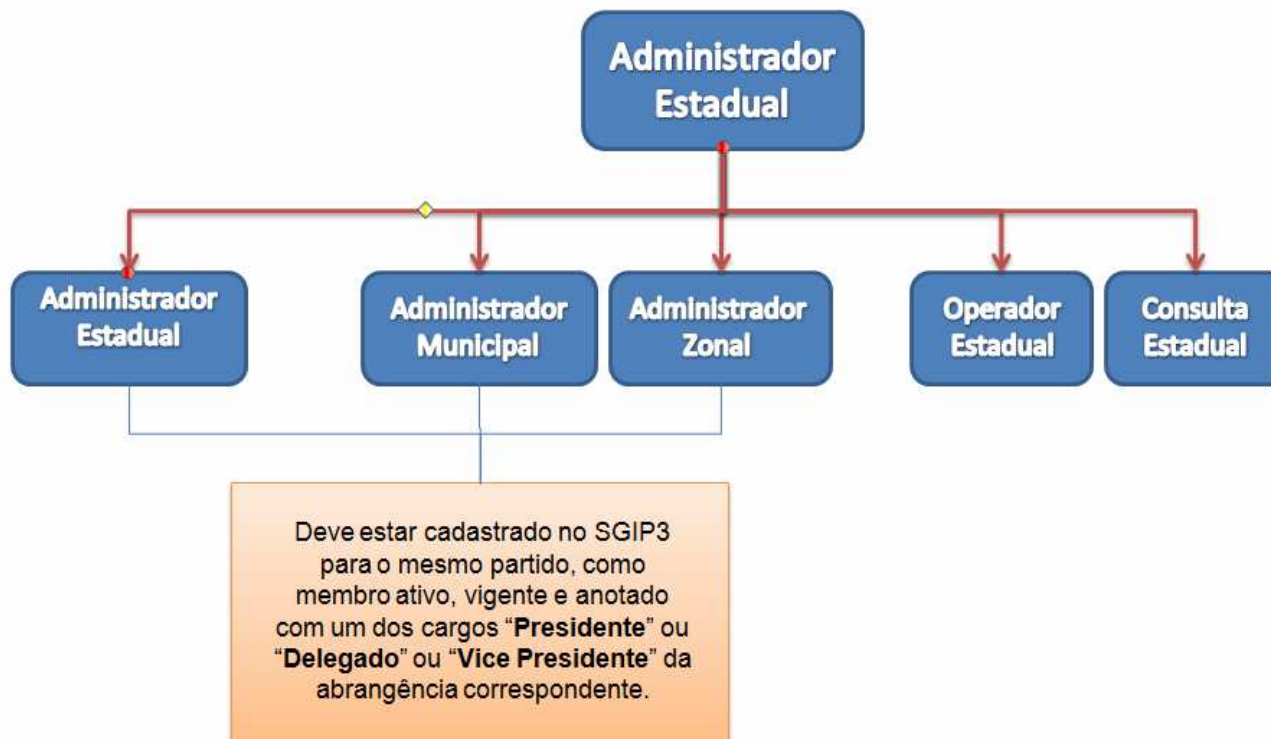 Administrador
Estadual
Administrador
Estadual
Administrador
Municipal
Administrador
Zonal
Operador
Estadual
Consulta
Estadual
Deve estar cadastrado no SGIP3
para o mesmo partido, como
membro ativo, vigente e anotado
com um dos cargos “Presidente” ou
“Delegado” ou “Vice Presidente” da
abrangência correspondente.